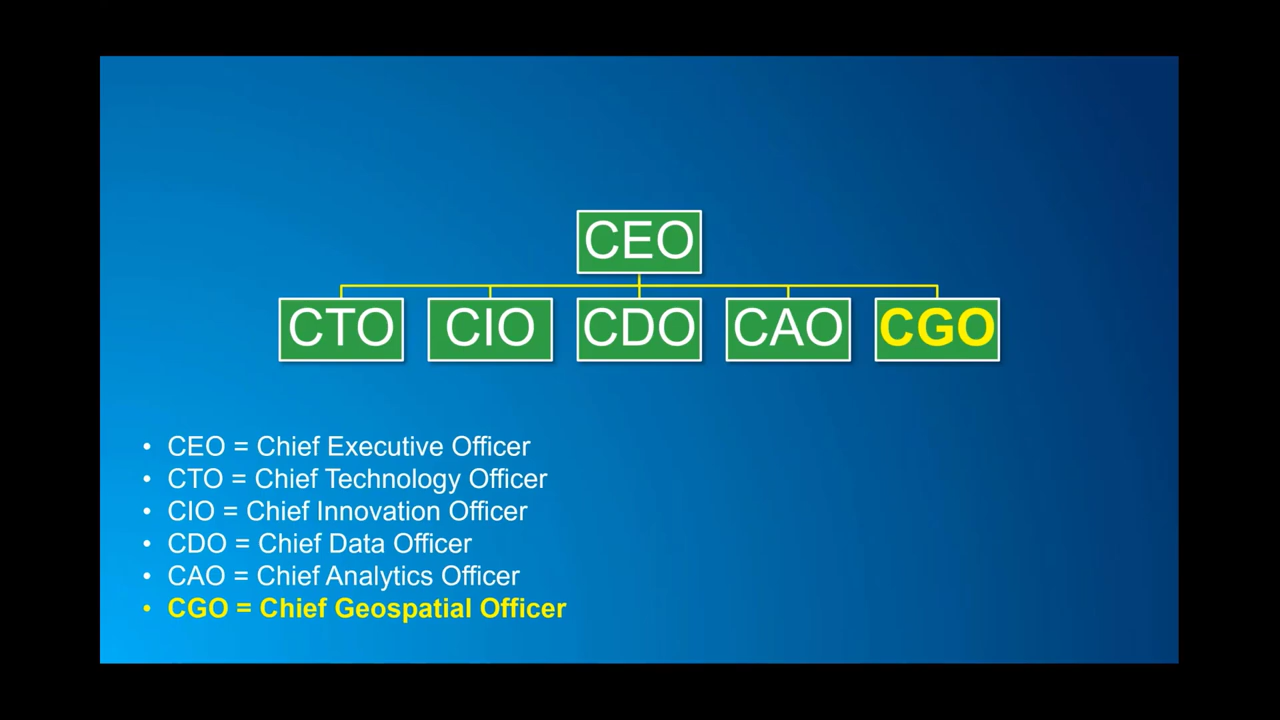 CEO
CTO CIO CDO CAO CGO
• CEO = Chief Executive Officer
• CTO = Chief Technology Officer
• CIO = Chief Innovation Officer
• CDO = Chief Data Officer
• CAO = Chief Analytics Officer
• CGO = Chief Geospatial Officer